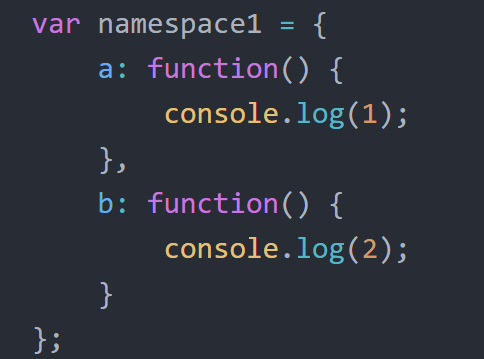 var namespace1 = {
    a: function() {
        console.log(1);
    },
    b: function() {
        console.log(2);
    }
};